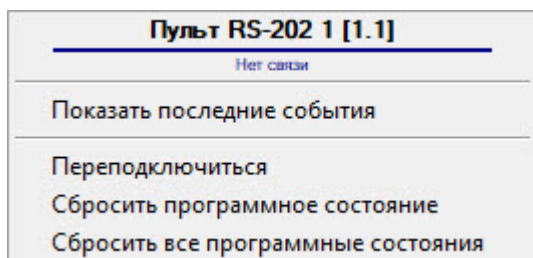 Пульт RS-202 1 [1.1]
Нет связи
Показать последние события
Переподключиться
Сбросить программное состояние
Сбросить все программные состояния